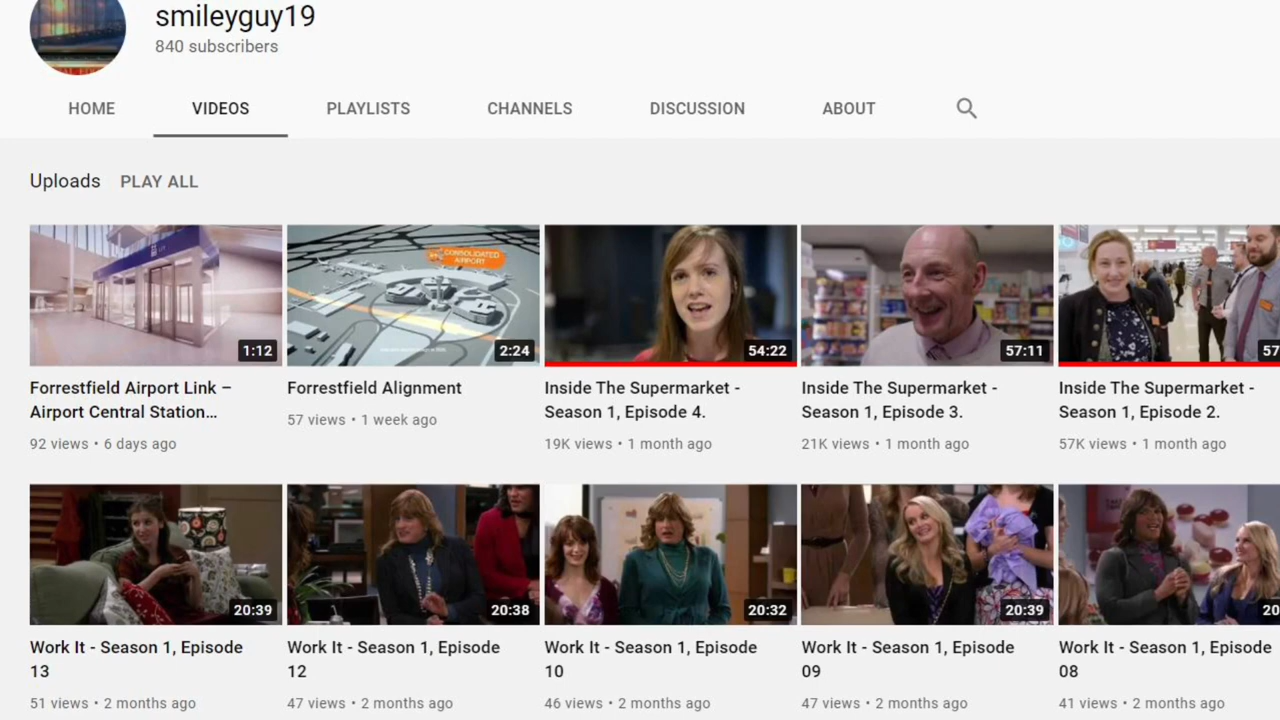 smileyguy19
840 subscribers
HOME VIDEOS PLAYLISTS CHANNELS DISCUSSION ABOUT
Uploads PLAY ALL
CONSOLIDATED
AIRPORT
1:12 2:24 54:22 57:11 57
Forrestfield Airport Link –
Airport Central Station...
92 views • 6 days ago
Forrestfield Alignment
57 views • 1 week ago
Inside The Supermarket -
Season 1, Episode 4.
19K views • 1 month ago
Inside The Supermarket -
Season 1, Episode 3.
21K views • 1 month ago
Inside The Supermarket -
Season 1, Episode 2.
57K views • 1 month ago
20:39 20:38 20:32 20:39 20
Work It - Season 1, Episode
13
51 views • 2 months ago
Work It - Season 1, Episode
12
47 views • 2 months ago
Work It - Season 1, Episode
10
46 views • 2 months ago
Work It - Season 1, Episode
09
47 views • 2 months ago
Work It - Season 1, Episode
08
41 views • 2 months ago